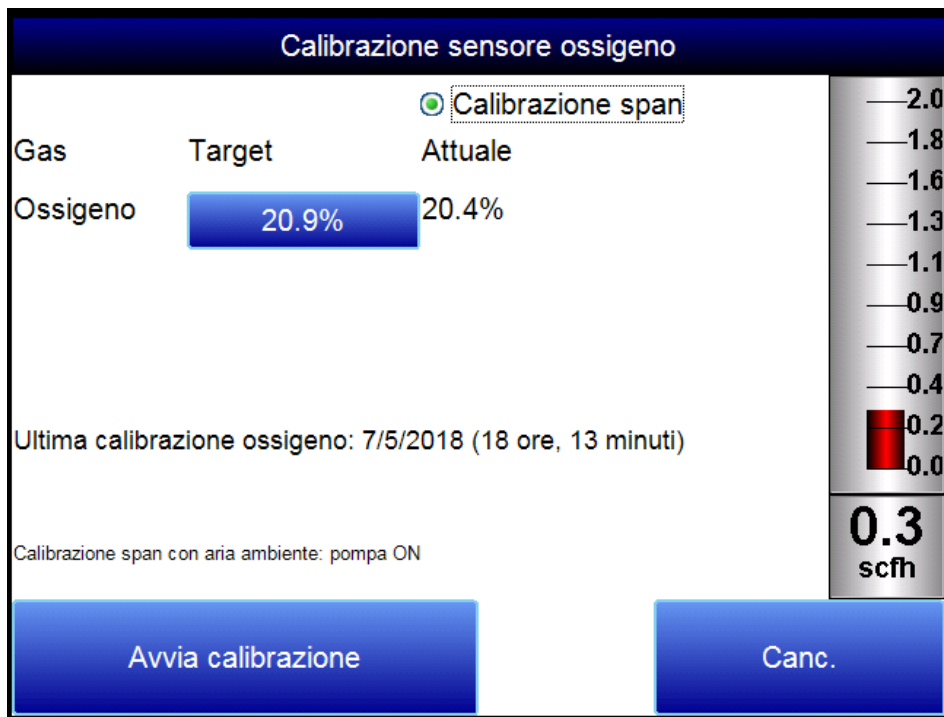 Calibrazione sensore ossigeno
Calibrazione span
Gas Target Attuale
Ossigeno 20.9% 20.4%
Ultima calibrazione ossigeno: 7/5/2018 (18 ore, 13 minuti)
Calibrazione span con aria ambiente: pompa ON
Avvia calibrazione Canc.
2.0
1.8
1.6
1.3
1.1
0.9
0.7
0.4
0.2
0.0
0.3
scfh